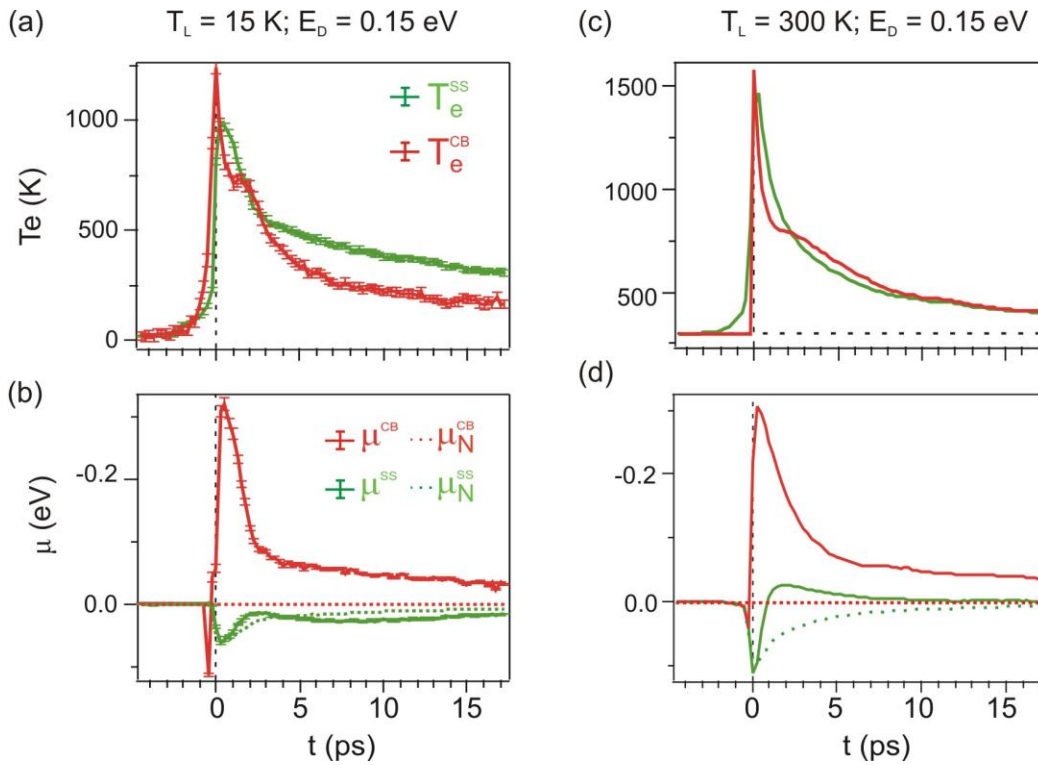 (a) T_L = 15 K; E_D = 0.15 eV
(c) T_L = 300 K; E_D = 0.15 eV
Te (K)
1000
500
0
T_e^SS
T_e^CB
1500
1000
500
(b)
(d)
μ (eV)
-0.2
0.0
μ^CB μ_N^CB
μ^SS μ_N^SS
-0.2
0.0
0 5 10 15
t (ps)
0 5 10 15
t (ps)